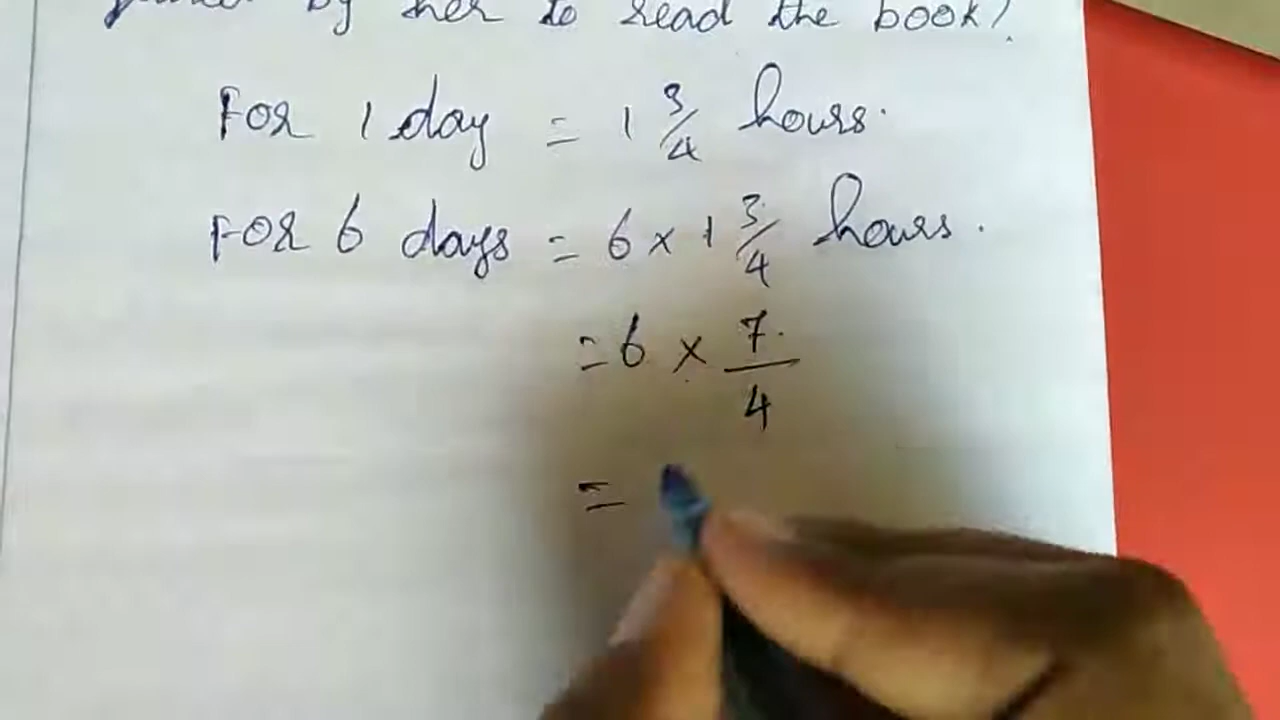 by her to read the book?
For 1 day = 1 3/4 hours.
For 6 days = 6 x 1 3/4 hours.
= 6 x 7/4
=